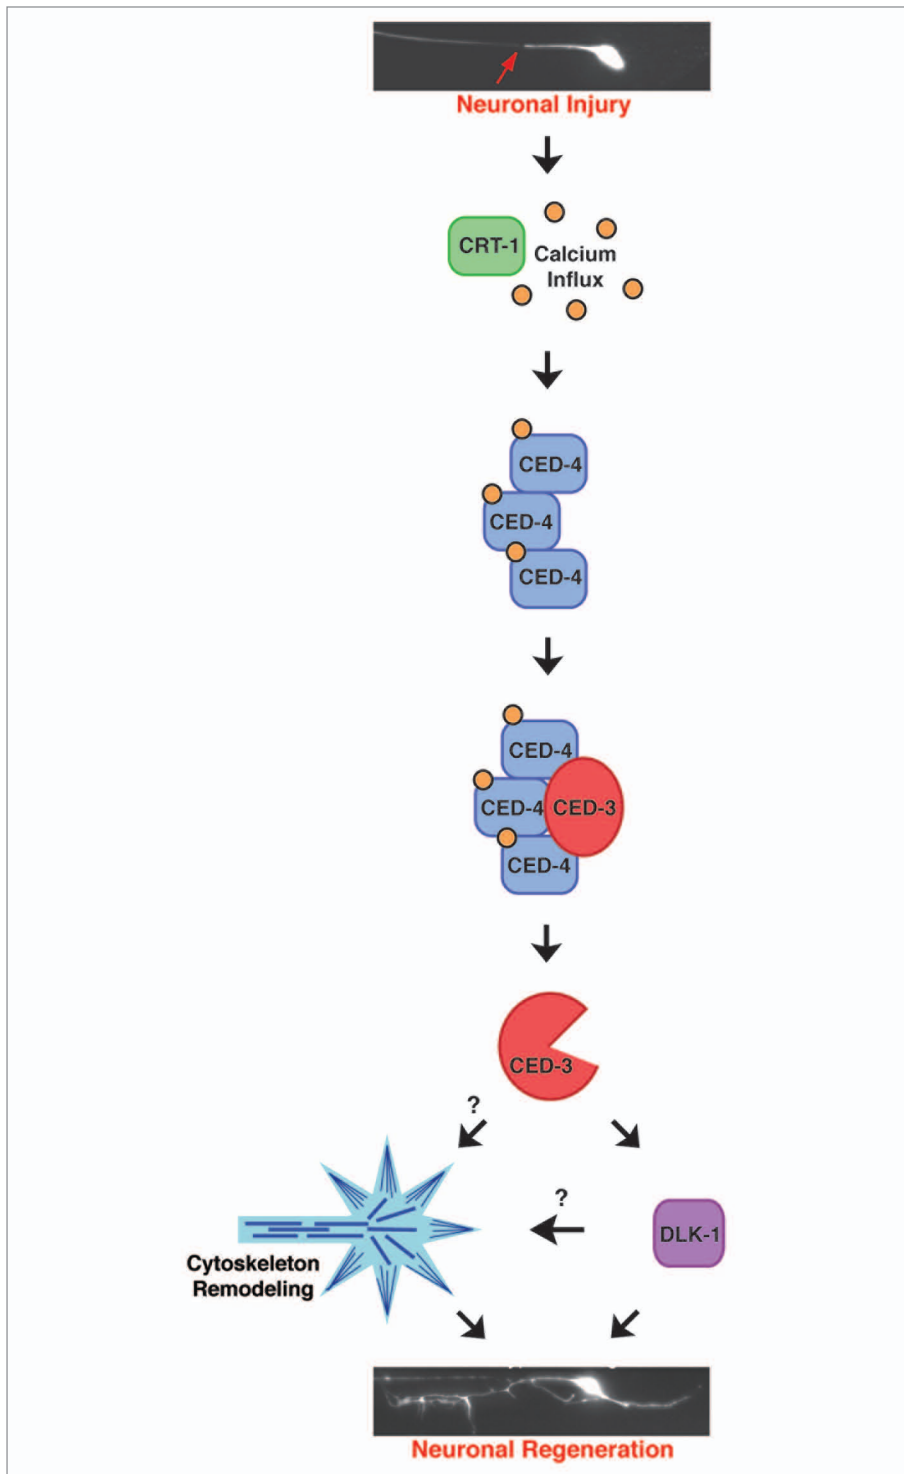 Neuronal Injury
CRT-1
Calcium
Influx
CED-4
CED-4
CED-4
CED-4
CED-4
CED-3
CED-4
CED-3
?
?
DLK-1
Cytoskeleton
Remodeling
Neuronal Regeneration